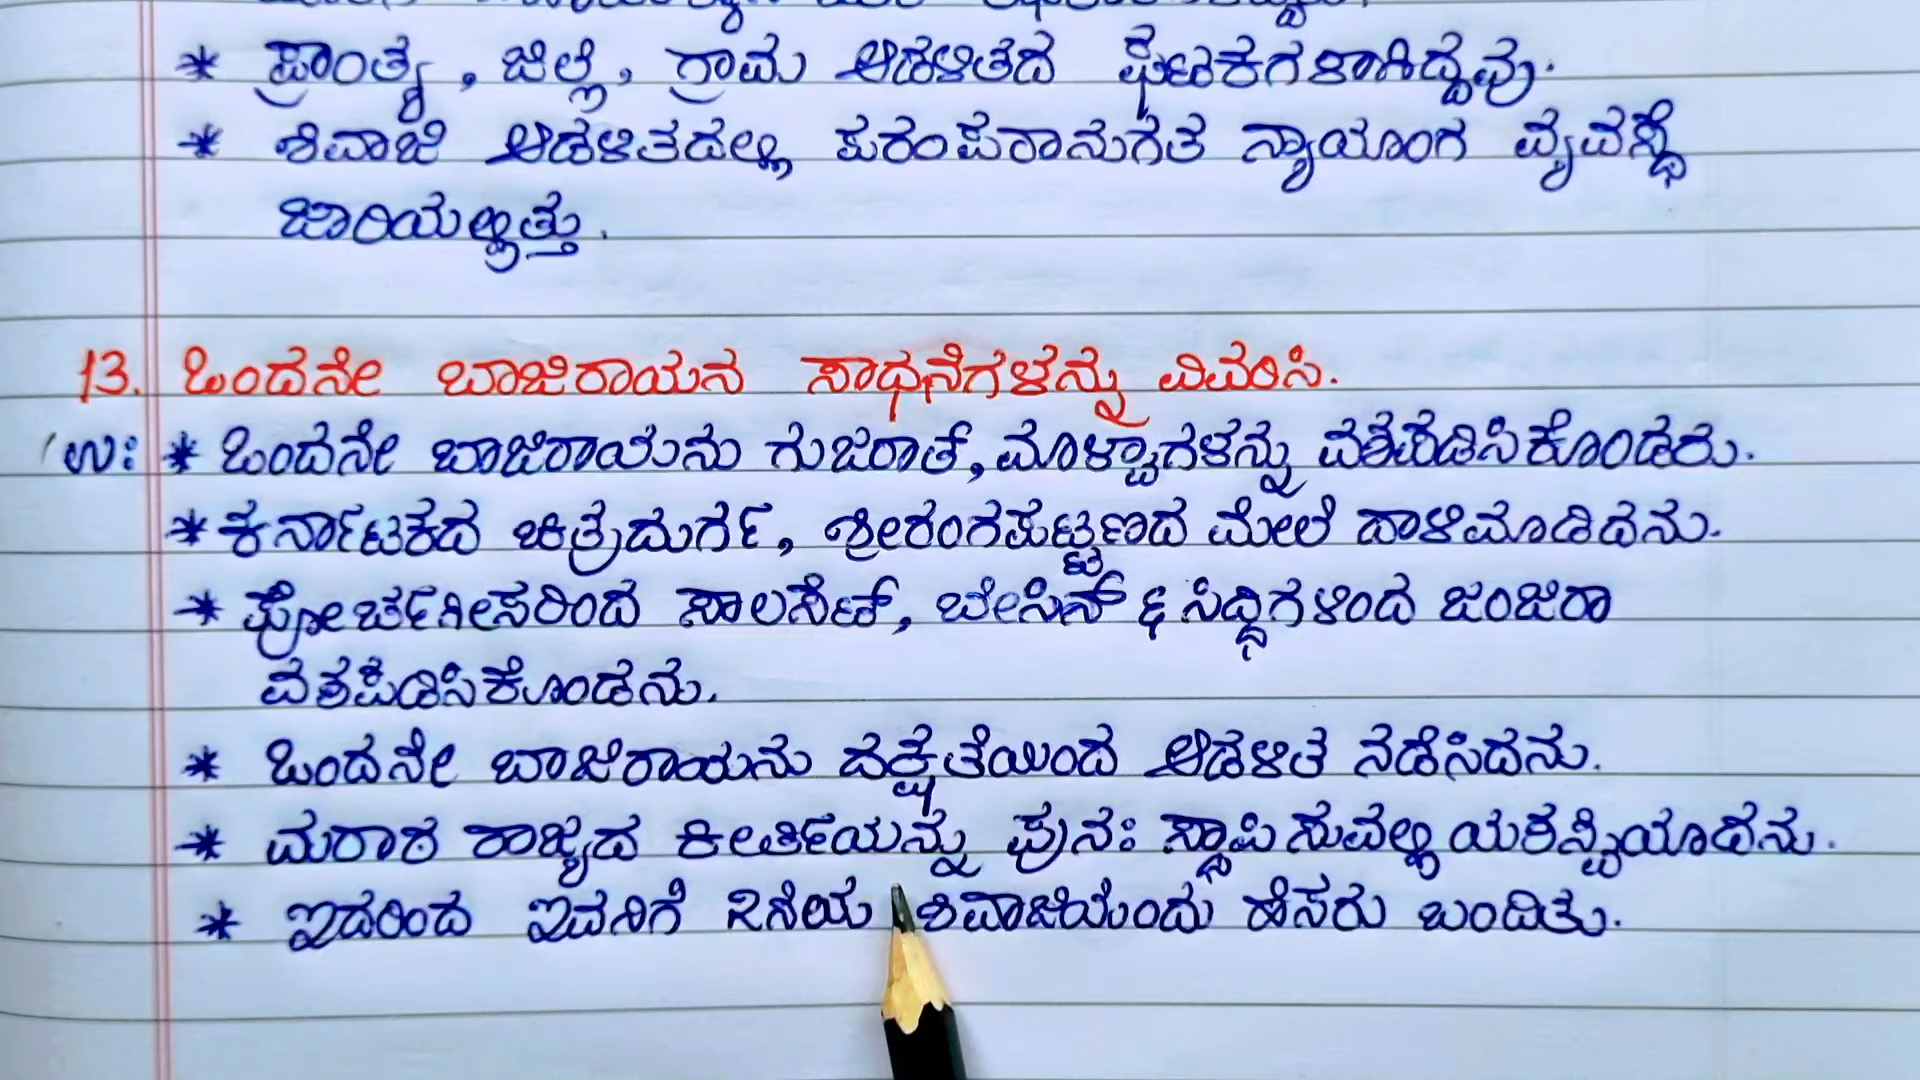 * ಪ್ರಾಂತ್ಯ, ಜಿಲ್ಲೆ, ಗ್ರಾಮ ಆಡಳಿತದ ಘಟಕಗಳಾಗಿದ್ದವು.
* ಶಿವಾಜಿ ಆಡಳಿತದಲ್ಲಿ ಪರಂಪರಾನುಗತ ನ್ಯಾಯಾಂಗ ವ್ಯವಸ್ಥೆ
ಜಾರಿಯಲ್ಲಿತ್ತು.
13. ಒಂದನೇ ಬಾಜಿರಾಯನ ಸಾಧನೆಗಳನ್ನು ವಿವರಿಸಿ.
ಉ: * ಒಂದನೇ ಬಾಜಿರಾಯನು ಗುಜರಾತ್, ಮಾಳ್ವಾಗಳನ್ನು ವಶಪಡಿಸಿಕೊಂಡರು.
* ಕರ್ನಾಟಕದ ಚಿತ್ರದುರ್ಗ, ಶ್ರೀರಂಗಪಟ್ಟಣದ ಮೇಲೆ ದಾಳಿಮಾಡಿದನು.
* ಪೋರ್ಚಗೀಸರಿಂದ ಸಾಲಸೆಟ್, ಬೇಸಿನ್ & ಸಿದ್ಧಿಗಳಿಂದ ಜಂಜಿರಾ
ವಶಪಡಿಸಿಕೊಂಡನು.
* ಒಂದನೇ ಬಾಜಿರಾಯನು ದಕ್ಷತೆಯಿಂದ ಆಡಳಿತ ನಡೆಸಿದನು.
* ಮರಾಠ ರಾಜ್ಯದ ಕೀರ್ತಿಯನ್ನು ಪುನಃ ಸ್ಥಾಪಿಸುವಲ್ಲಿ ಯಶಸ್ವಿಯಾದನು.
* ಇದರಿಂದ ಇವನಿಗೆ ೩ನೆಯ ಶಿವಾಜಿಯೆಂದು ಹೆಸರು ಬಂದಿತು.